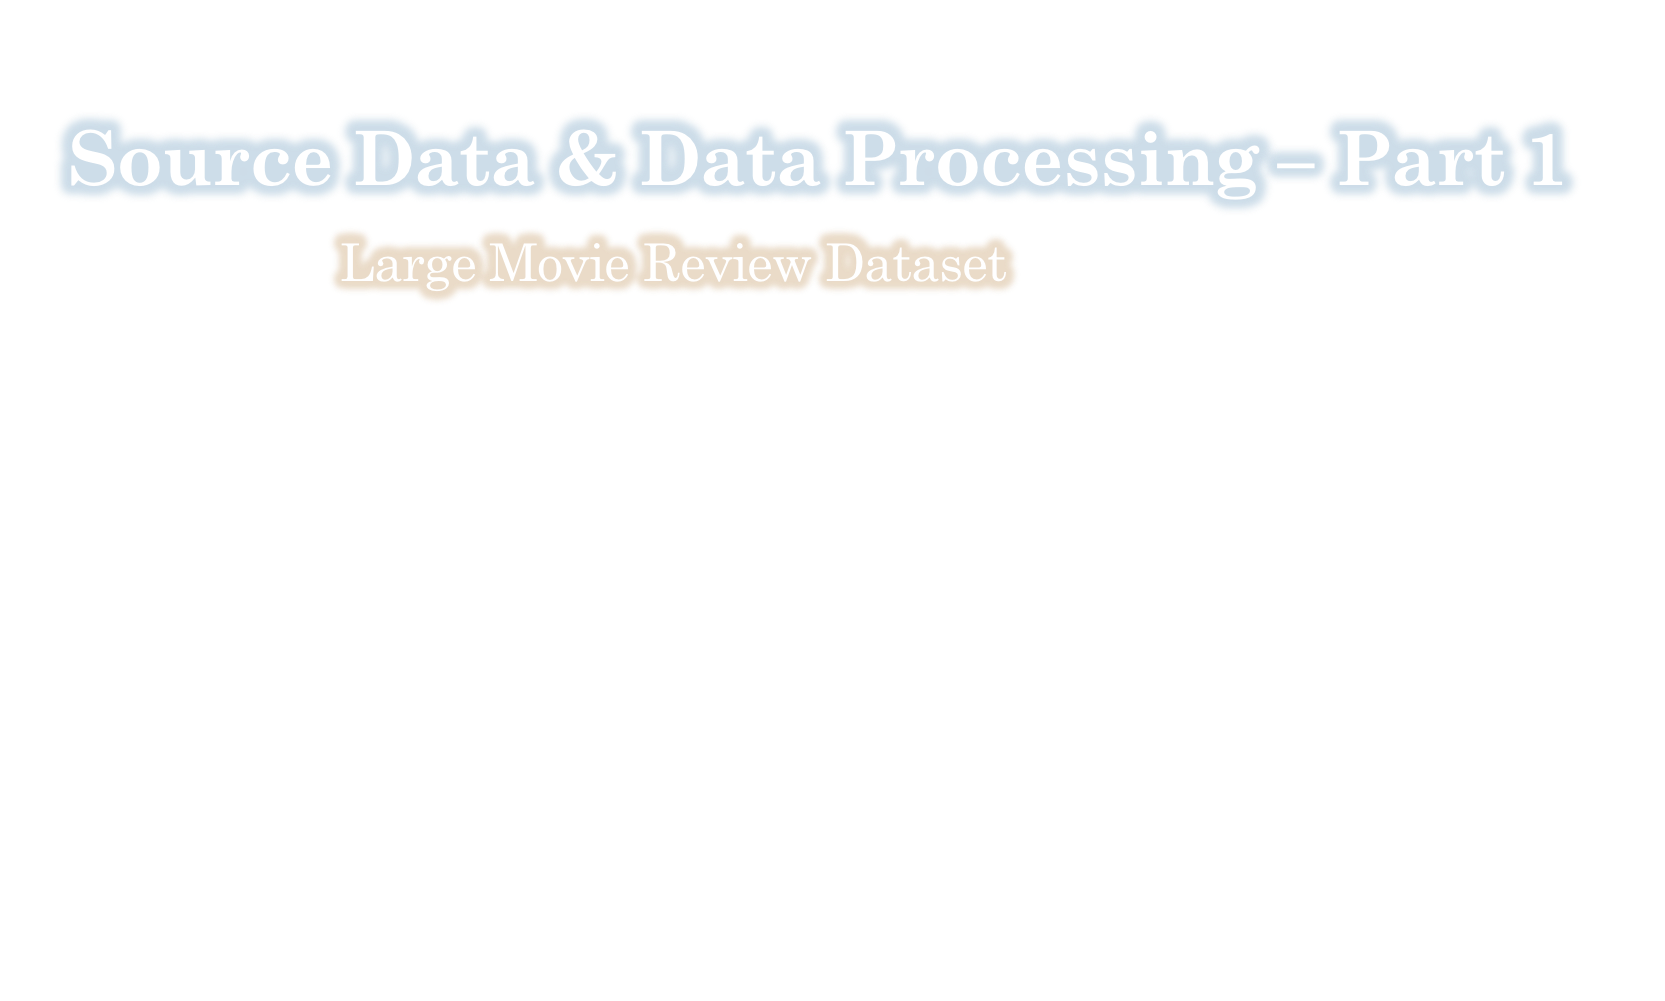 Source Data & Data Processing – Part 1
Large Movie Review Dataset